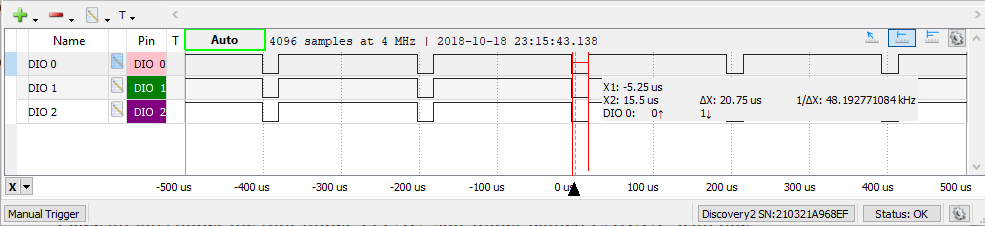 T
Name Pin T Auto 4096 samples at 4 MHz | 2018-10-18 23:15:43.138
DIO 0 DIO 0
DIO 1 DIO 1
DIO 2 DIO 2
X1: -5.25 us
X2: 15.5 us ΔX: 20.75 us 1/ΔX: 48.192771084 kHz
DIO 0: 0↑ 1↓
X -500 us -400 us -300 us -200 us -100 us 0 us 100 us 200 us 300 us 400 us 500 us
Manual Trigger Discovery2 SN:210321A968EF Status: OK